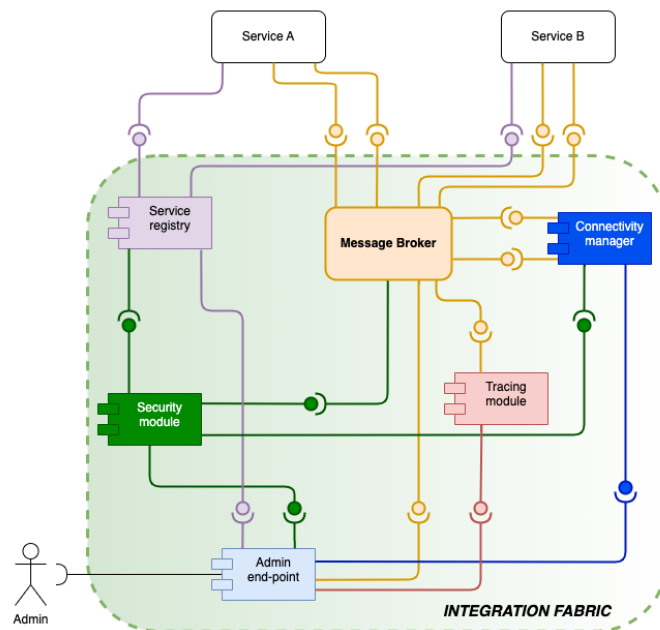 Service A
Service B
Service
registry
Message Broker
Connectivity
manager
Security
module
Tracing
module
Admin
end-point
Admin
INTEGRATION FABRIC